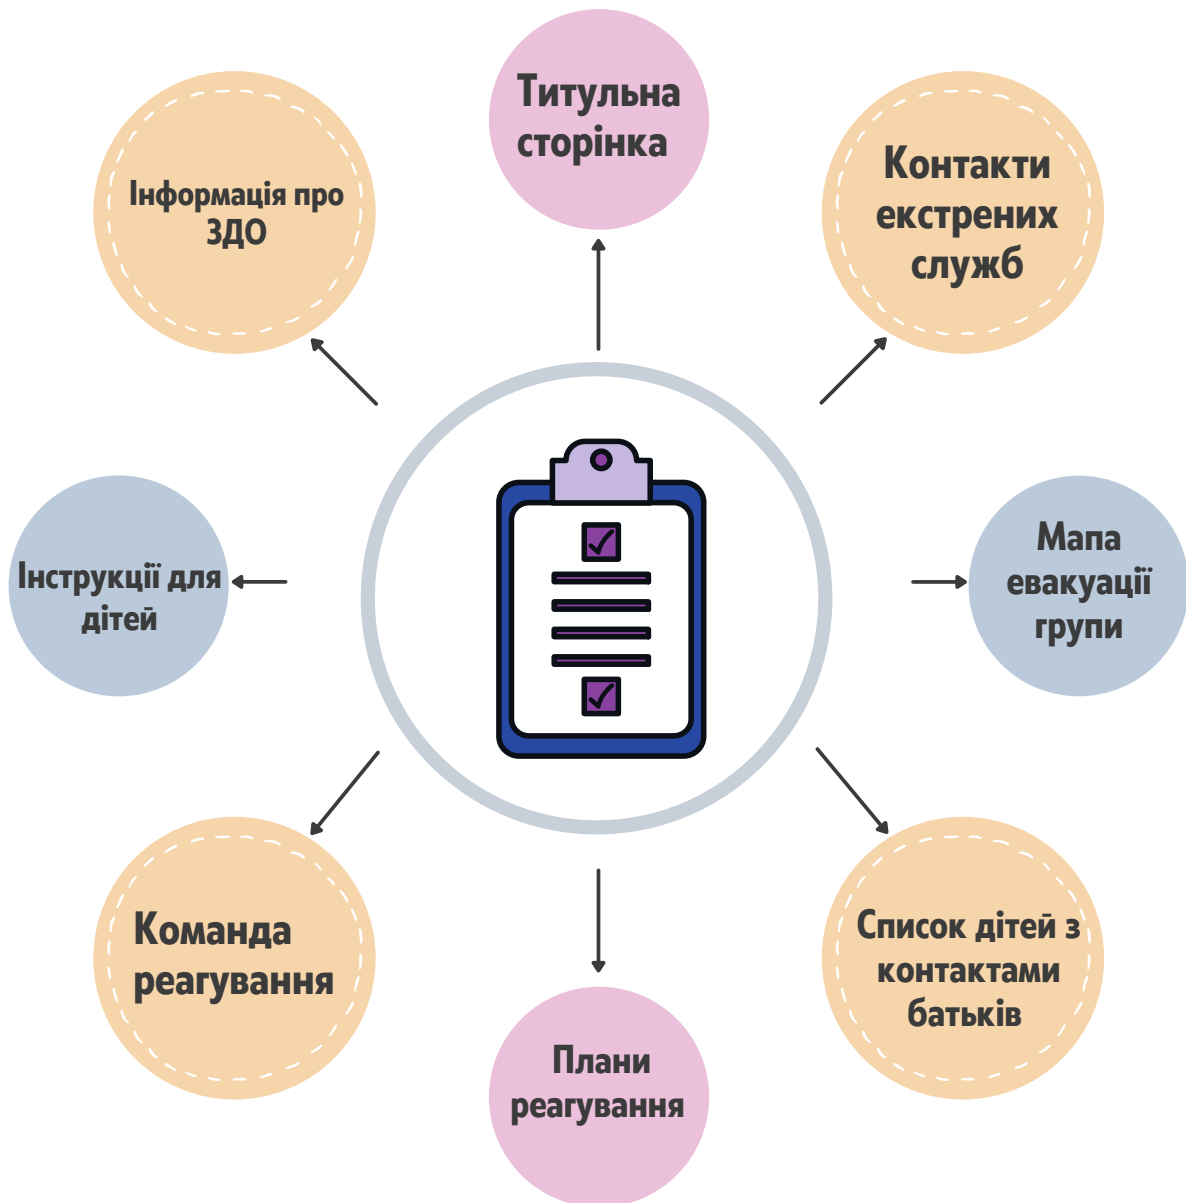 Титульна
сторінка
Контакти
екстрених
служб
Мапа
евакуації
групи
Список дітей з
контактами
батьків
Плани
реагування
Команда
реагування
Інструкції для
дітей
Інформація про
ЗДО